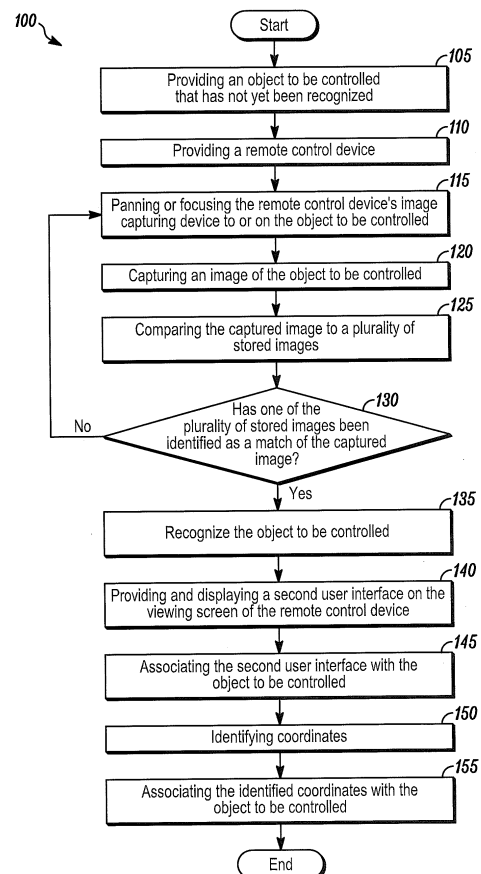 100
Start
105
Providing an object to be controlled
that has not yet been recognized
110
Providing a remote control device
115
Panning or focusing the remote control device's image
capturing device to or on the object to be controlled
120
Capturing an image of the object to be controlled
125
Comparing the captured image to a plurality of
stored images
130
Has one of the
plurality of stored images been
identified as a match of the captured
image?
No
Yes
135
Recognize the object to be controlled
140
Providing and displaying a second user interface on the
viewing screen of the remote control device
145
Associating the second user interface with the
object to be controlled
150
Identifying coordinates
155
Associating the identified coordinates with the
object to be controlled
End